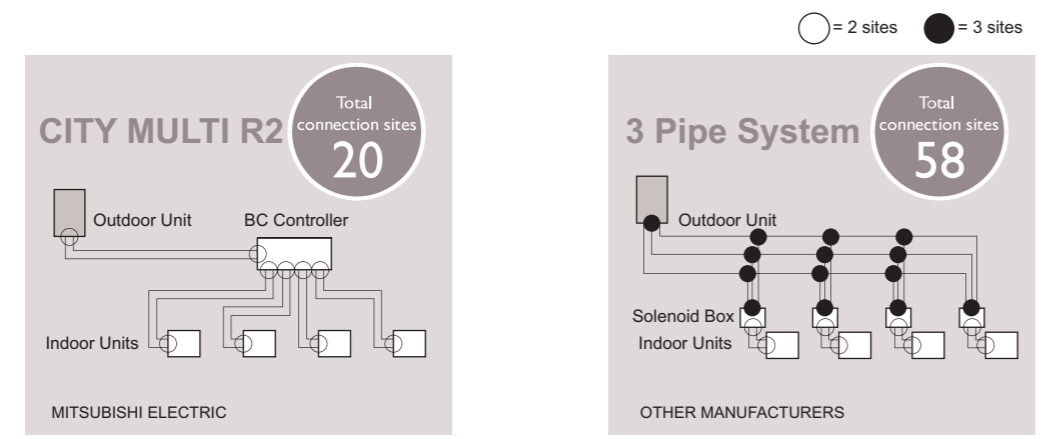 = 2 sites = 3 sites
CITY MULTI R2
Total
connection sites
20
Outdoor Unit
BC Controller
Indoor Units
MITSUBISHI ELECTRIC
3 Pipe System
Total
connection sites
58
Outdoor Unit
Solenoid Box
Indoor Units
OTHER MANUFACTURERS